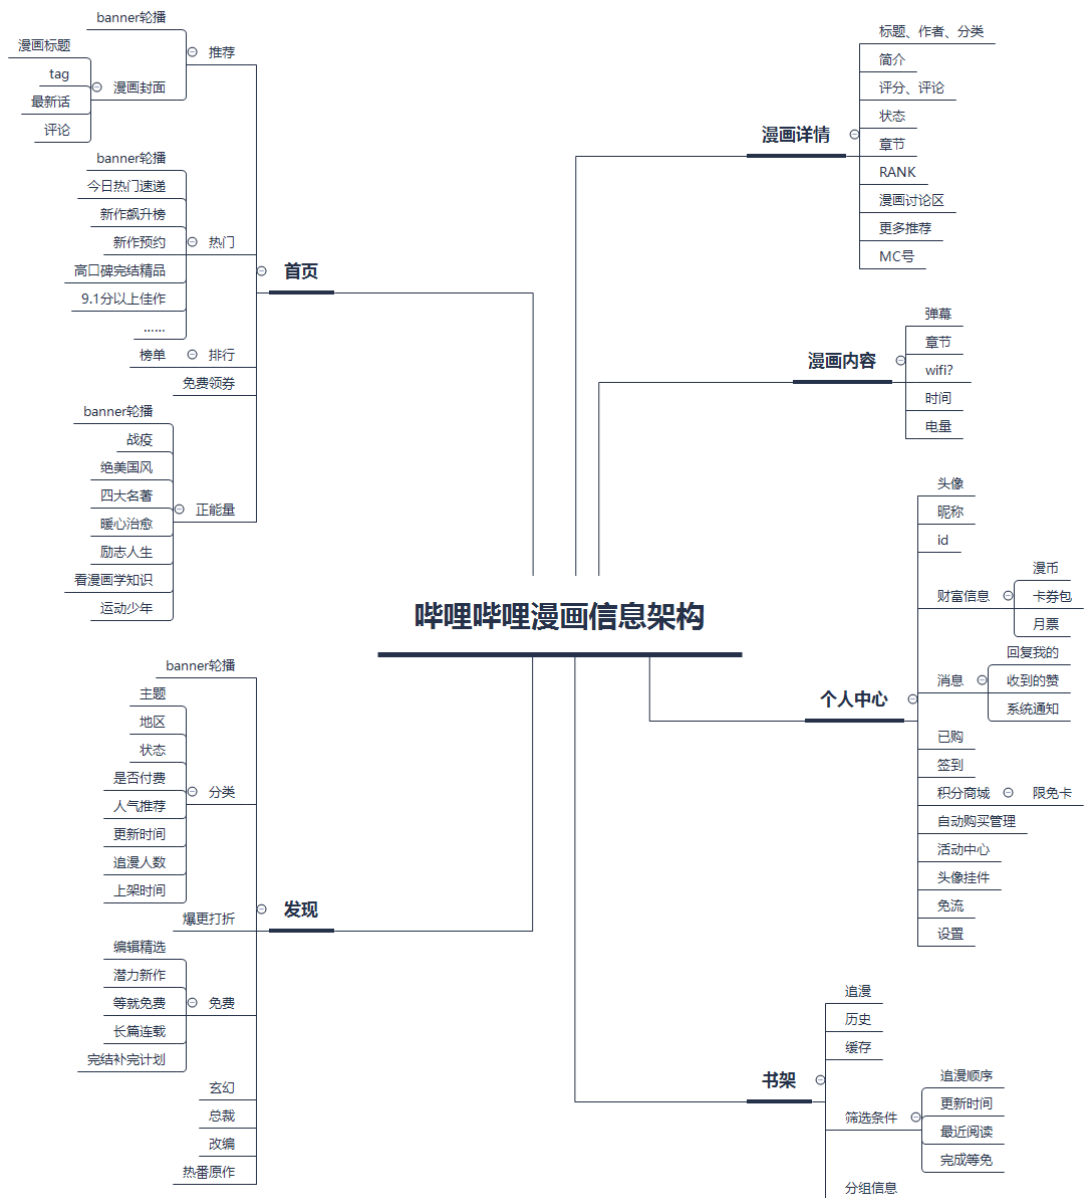 哔哩哔哩漫画信息架构
首页
推荐
banner轮播
漫画封面
漫画标题
tag
最新话
评论
热门
banner轮播
今日热门速递
新作飙升榜
新作预约
高口碑完结精品
9.1分以上佳作
……
排行
榜单
免费领券
正能量
banner轮播
战疫
绝美国风
四大名著
暖心治愈
励志人生
看漫画学知识
运动少年
发现
banner轮播
分类
主题
地区
状态
是否付费
人气推荐
更新时间
追漫人数
上架时间
爆更打折
免费
编辑精选
潜力新作
等就免费
长篇连载
完结补完计划
玄幻
总裁
改编
热番原作
漫画详情
标题、作者、分类
简介
评分、评论
状态
章节
RANK
漫画讨论区
更多推荐
MC号
漫画内容
弹幕
章节
wifi?
时间
电量
个人中心
头像
昵称
id
财富信息
漫币
卡券包
月票
消息
回复我的
收到的赞
系统通知
已购
签到
积分商城
限免卡
自动购买管理
活动中心
头像挂件
免流
设置
书架
追漫
历史
缓存
筛选条件
追漫顺序
更新时间
最近阅读
完成等免
分组信息